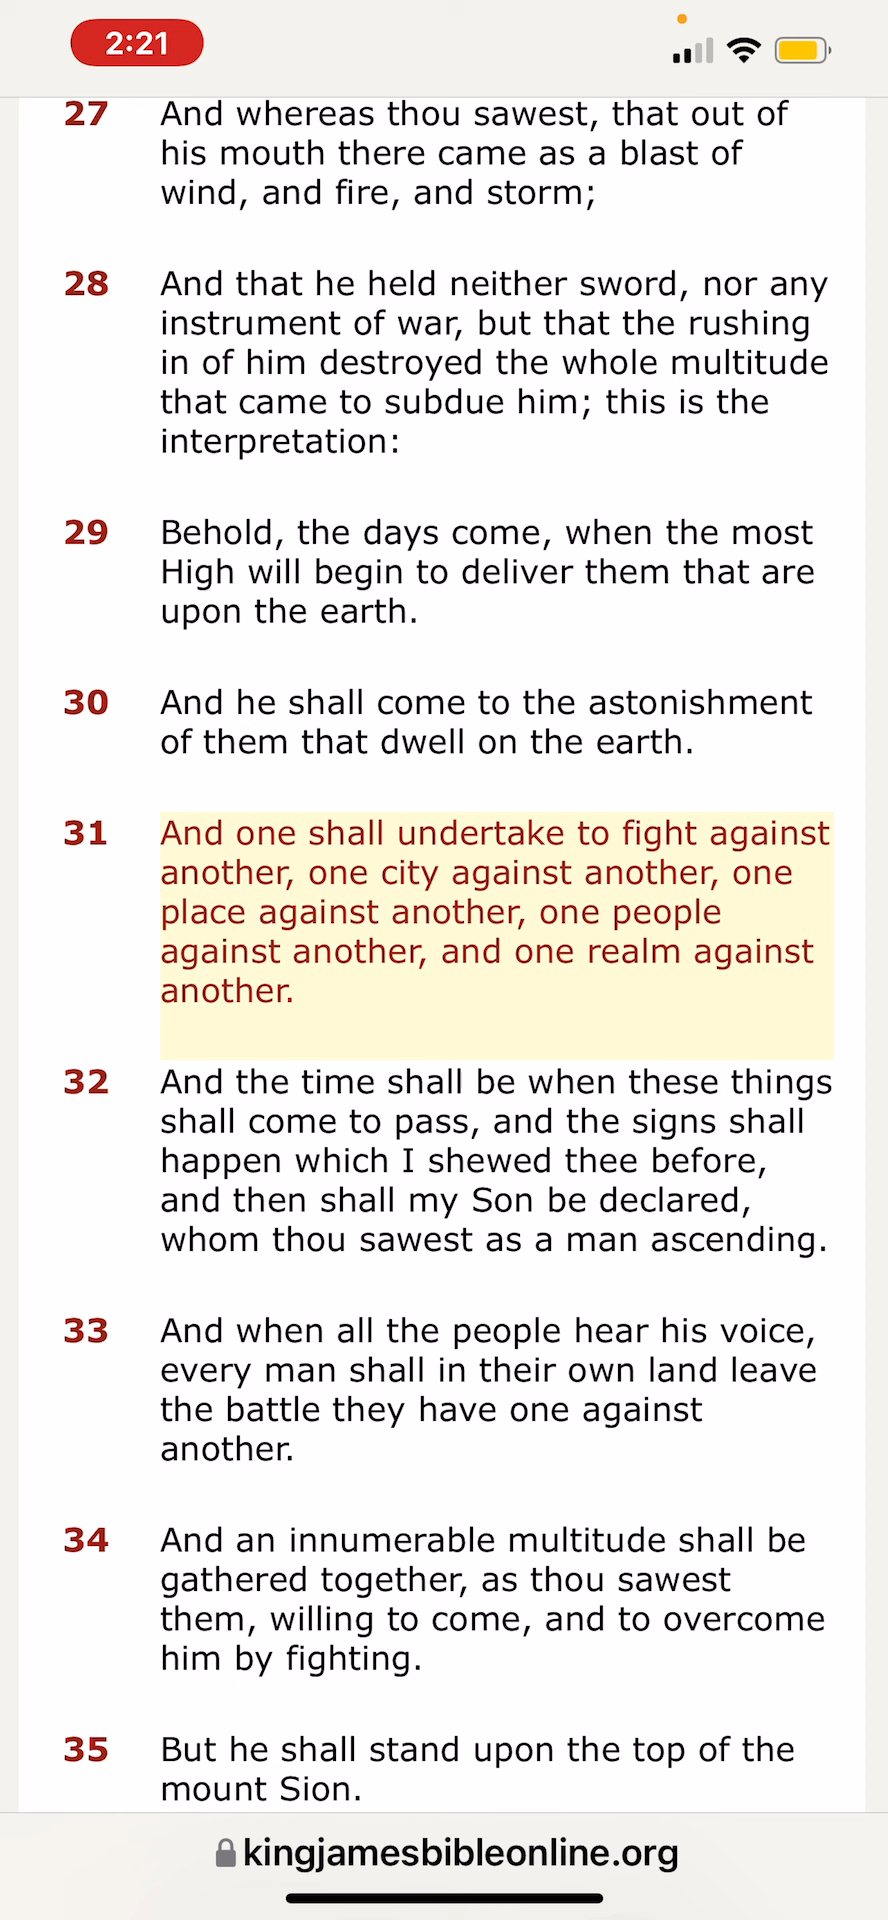 2:21
27 And whereas thou sawest, that out of
his mouth there came as a blast of
wind, and fire, and storm;
28 And that he held neither sword, nor any
instrument of war, but that the rushing
in of him destroyed the whole multitude
that came to subdue him; this is the
interpretation:
29 Behold, the days come, when the most
High will begin to deliver them that are
upon the earth.
30 And he shall come to the astonishment
of them that dwell on the earth.
31 And one shall undertake to fight against
another, one city against another, one
place against another, one people
against another, and one realm against
another.
32 And the time shall be when these things
shall come to pass, and the signs shall
happen which I shewed thee before,
and then shall my Son be declared,
whom thou sawest as a man ascending.
33 And when all the people hear his voice,
every man shall in their own land leave
the battle they have one against
another.
34 And an innumerable multitude shall be
gathered together, as thou sawest
them, willing to come, and to overcome
him by fighting.
35 But he shall stand upon the top of the
mount Sion.
kingjamesbibleonline.org